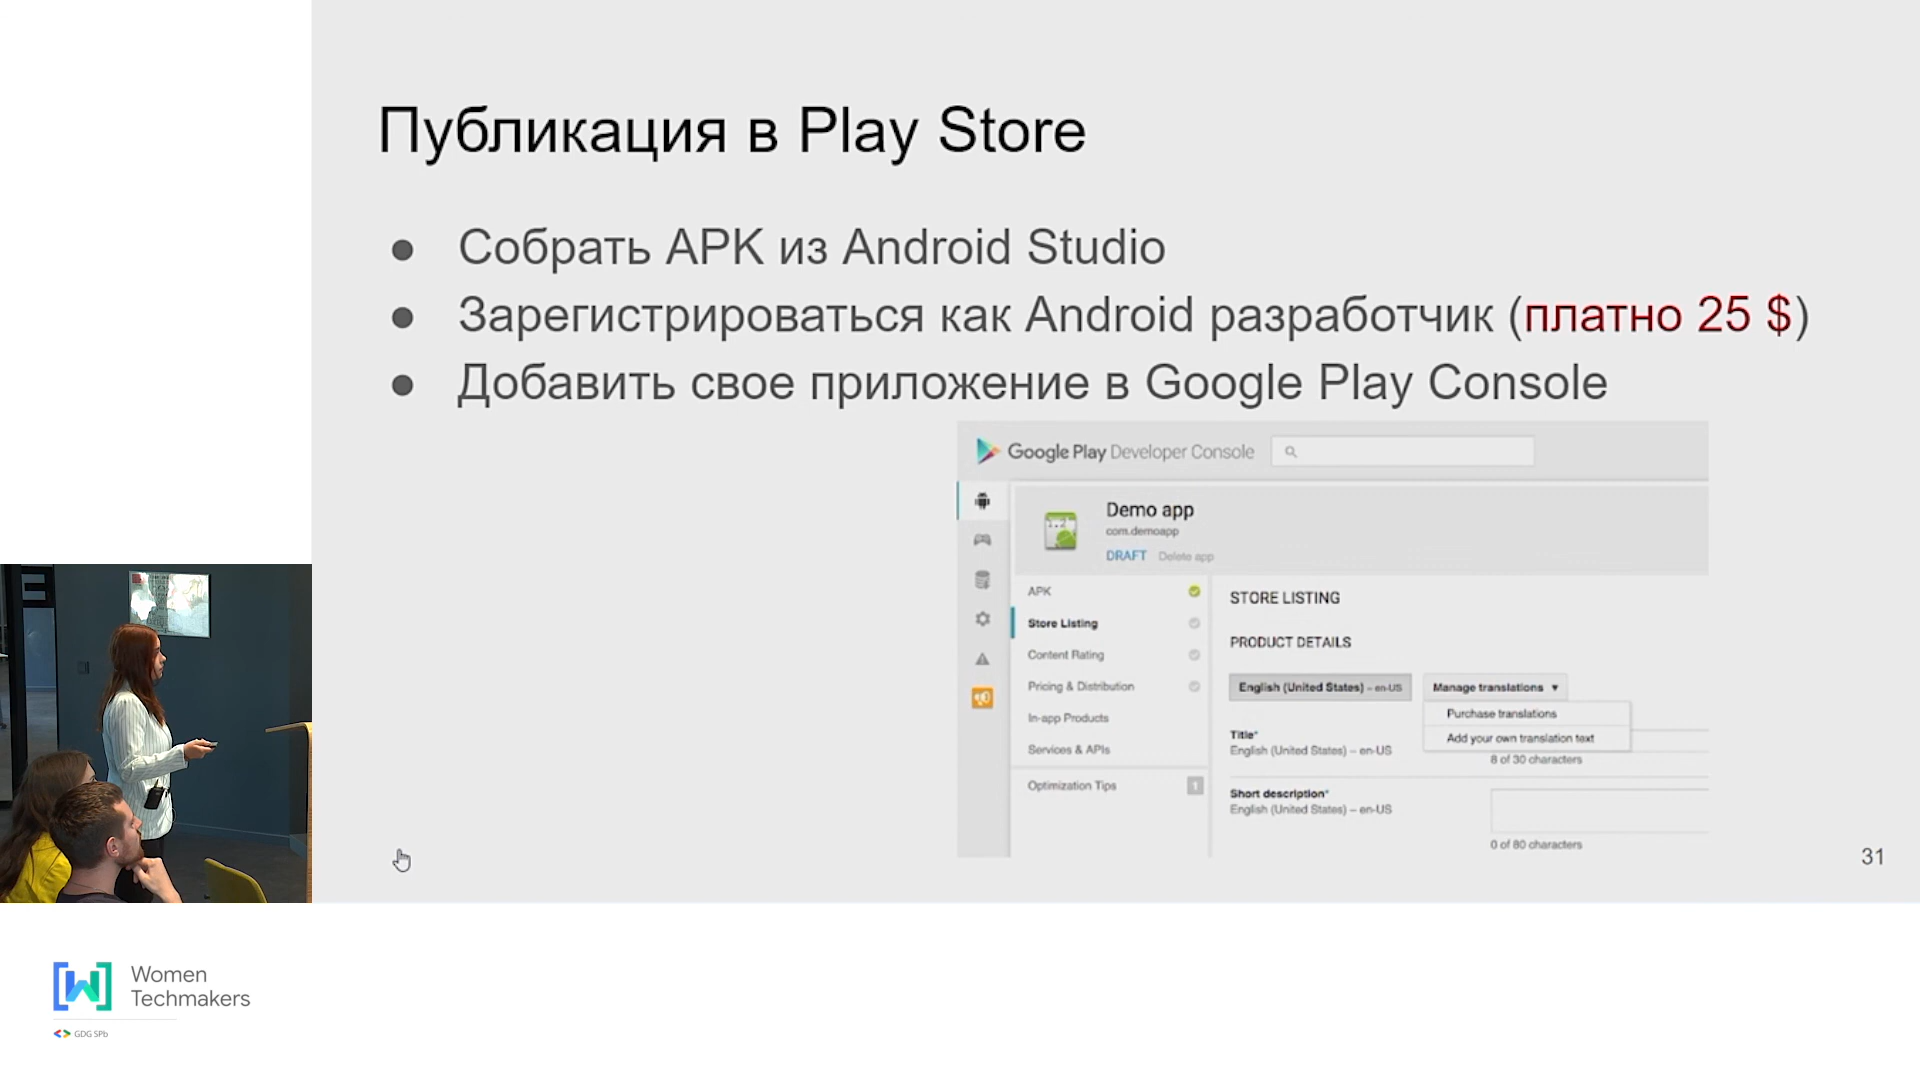 Публикация в Play Store
● Собрать APK из Android Studio
● Зарегистрироваться как Android разработчик (платно 25 $)
● Добавить свое приложение в Google Play Console
Google Play Developer Console
Demo app
com.demoapp
DRAFT Delete app
APK
Store Listing
Content Rating
Pricing & Distribution
In-app Products
Services & APIs
Optimization Tips 1
STORE LISTING
PRODUCT DETAILS
English (United States) – en-US Manage translations ▼
Purchase translations
Add your own translation text
Title*
English (United States) – en-US
8 of 30 characters
Short description*
English (United States) – en-US
0 of 80 characters
31
Women
Techmakers
GDG SPb